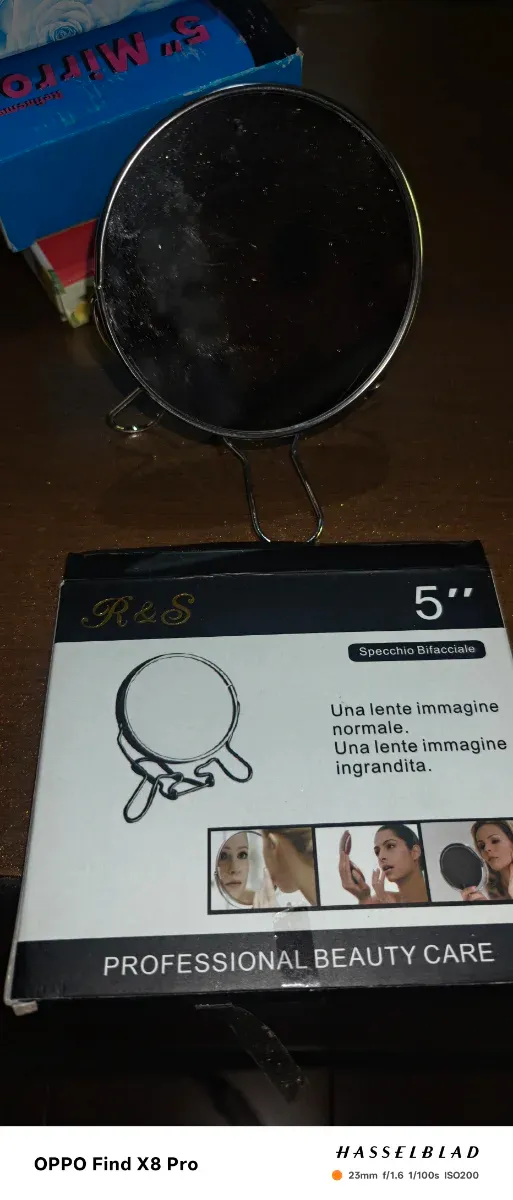 5" Mirro
R & S
5’’
Specchio Bifacciale
Una lente immagine
normale.
Una lente immagine
ingrandita.
PROFESSIONAL BEAUTY CARE
OPPO Find X8 Pro
HASSELBLAD
23mm f/1.6 1/100s ISO200